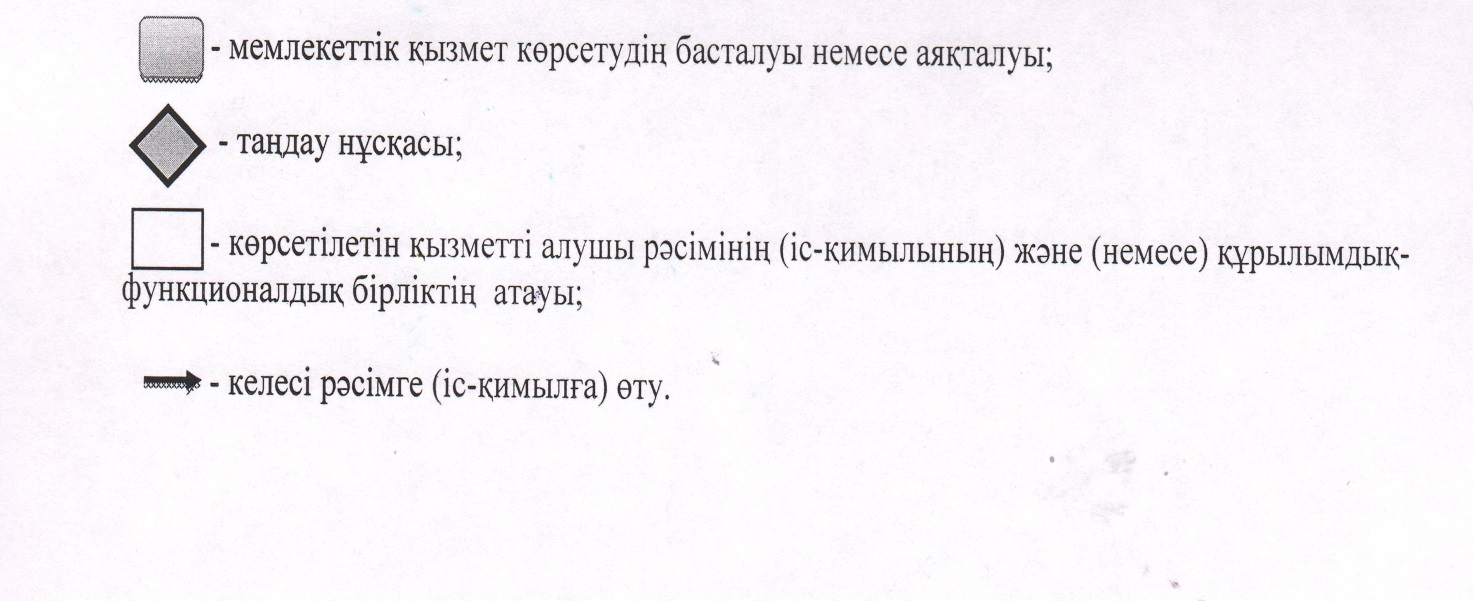 - мемлекеттік қызмет көрсетудің басталуы немесе аяқталуы;
- таңдау нұсқасы;
- көрсетілетін қызметті алушы рәсімінің (іс-қимылының) және (немесе) құрылымдық-
функционалдық бірліктің атауы;
- келесі рәсімге (іс-қимылға) өту.